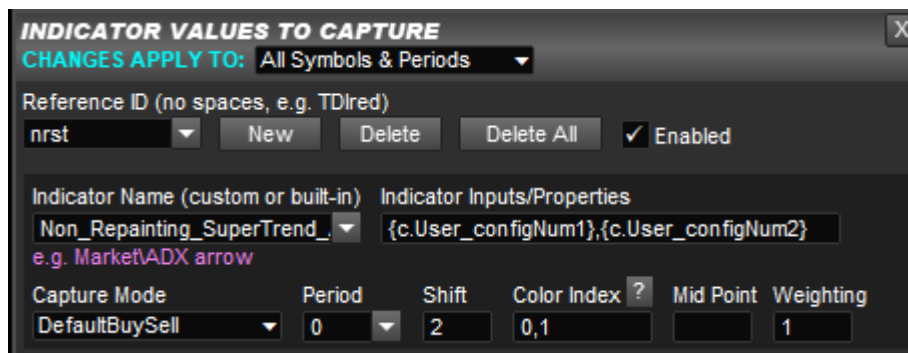 INDICATOR VALUES TO CAPTURE X
CHANGES APPLY TO: All Symbols & Periods
Reference ID (no spaces, e.g. TDIred)
nrst New Delete Delete All ✓ Enabled
Indicator Name (custom or built-in) Indicator Inputs/Properties
Non_Repainting_SuperTrend_ {c.User_configNum1},{c.User_configNum2}
e.g. Market\ADX arrow
Capture Mode Period Shift Color Index ? Mid Point Weighting
DefaultBuySell 0 2 0,1 1